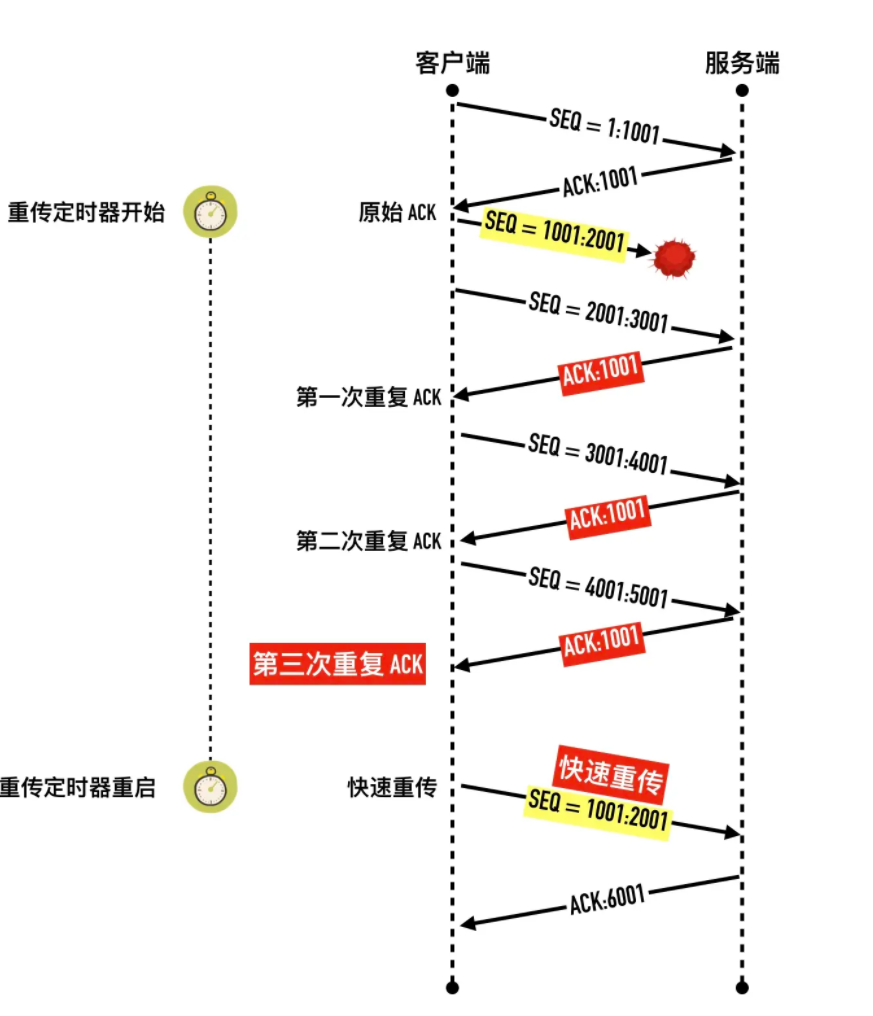 客户端
服务端
SEQ = 1:1001
ACK:1001
重传定时器开始
原始 ACK
SEQ = 1001:2001
SEQ = 2001:3001
ACK:1001
第一次重复 ACK
SEQ = 3001:4001
ACK:1001
第二次重复 ACK
SEQ = 4001:5001
ACK:1001
第三次重复 ACK
快速重传
重传定时器重启
快速重传
SEQ = 1001:2001
ACK:6001